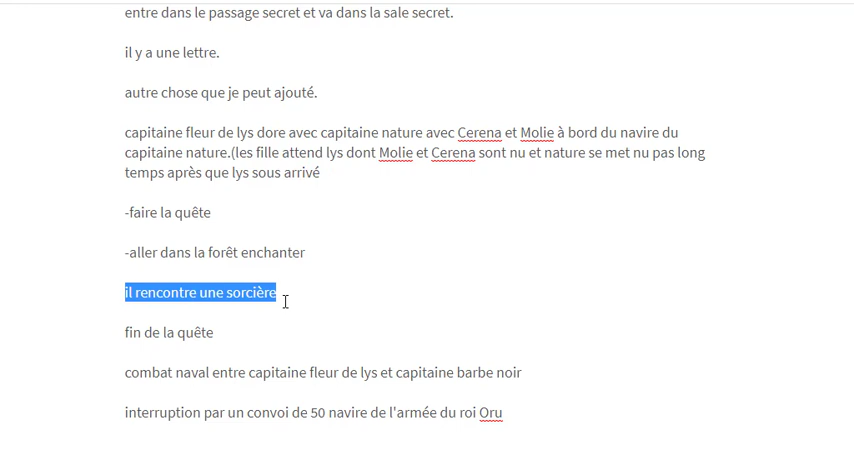 entre dans le passage secret et va dans la sale secret.
il y a une lettre.
autre chose que je peut ajouté.
capitaine fleur de lys dore avec capitaine nature avec Cerena et Molie à bord du navire du
capitaine nature.(les fille attend lys dont Molie et Cerena sont nu et nature se met nu pas long
temps après que lys sous arrivé
-faire la quête
-aller dans la forêt enchanter
il rencontre une sorcière
fin de la quête
combat naval entre capitaine fleur de lys et capitaine barbe noir
interruption par un convoi de 50 navire de l'armée du roi Oru